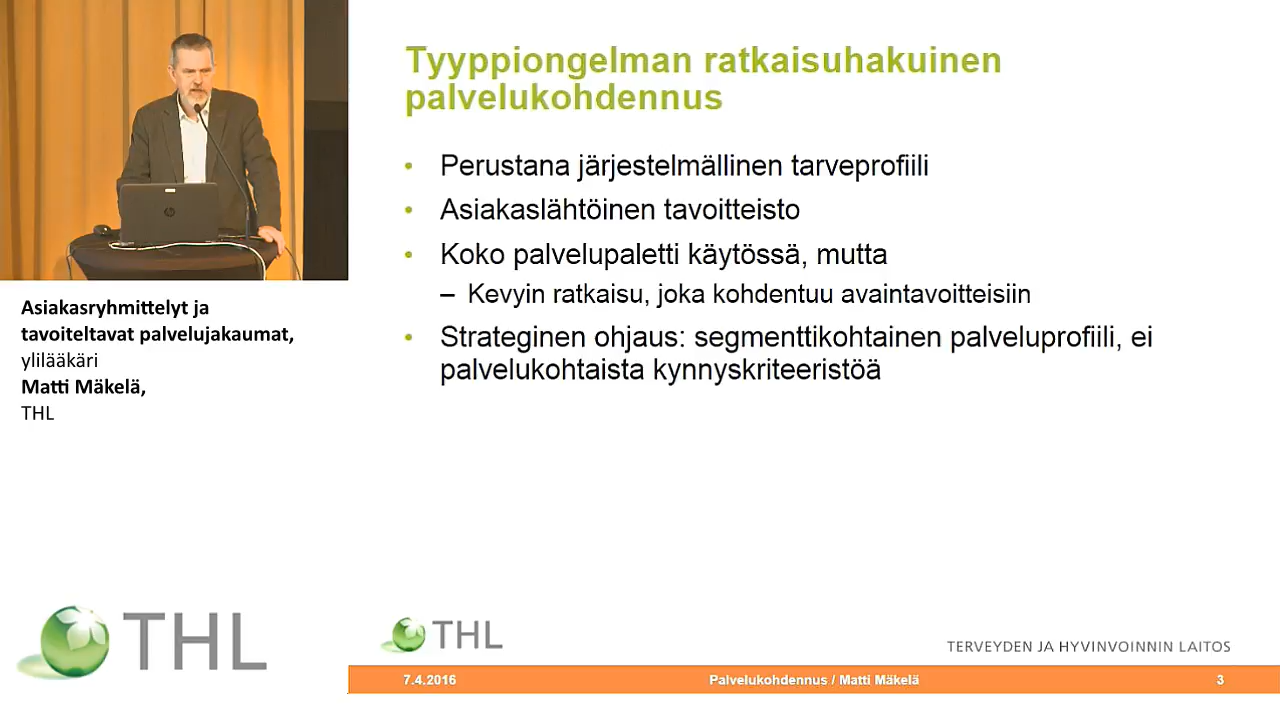 Tyyppiongelman ratkaisuhakuinen
palvelukohdennus
• Perustana järjestelmällinen tarveprofiili
• Asiakaslähtöinen tavoitteisto
• Koko palvelupaletti käytössä, mutta
– Kevyin ratkaisu, joka kohdentuu avaintavoitteisiin
• Strateginen ohjaus: segmenttikohtainen palveluprofiili, ei
palvelukohtaista kynnyskriteeristöä
Asiakasryhmittelyt ja
tavoiteltavat palvelujakaumat,
ylilääkäri
Matti Mäkelä,
THL
THL
THL
TERVEYDEN JA HYVINVOINNIN LAITOS
7.4.2016 Palvelukohdennus / Matti Mäkelä 3